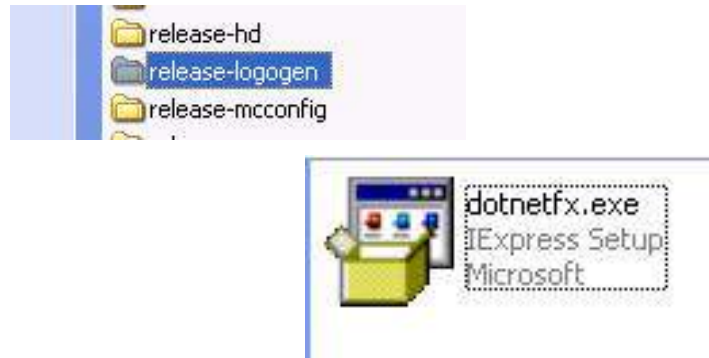 release-hd
release-logogen
release-mcconfig
dotnetfx.exe
IExpress Setup
Microsoft